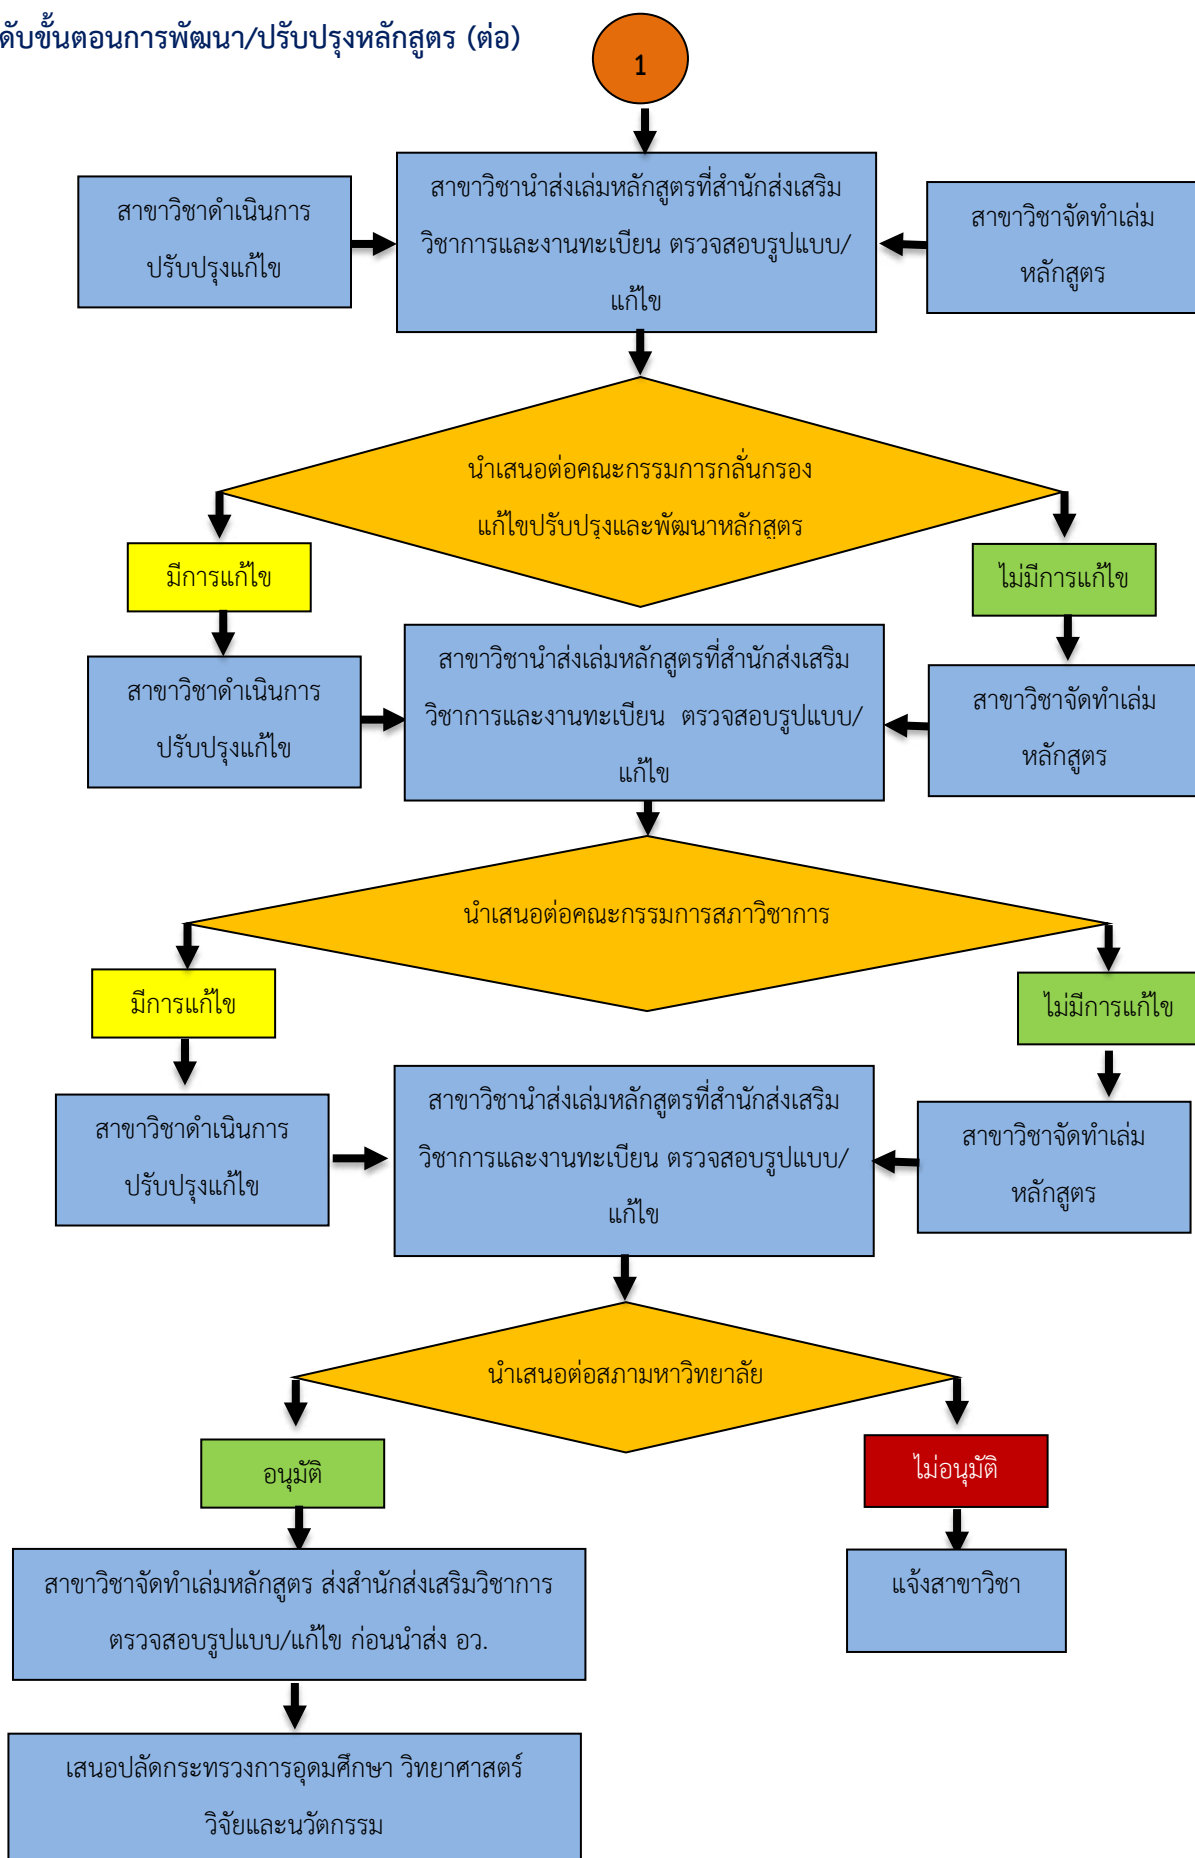 ดับขั้นตอนการพัฒนา/ปรับปรุงหลักสูตร (ต่อ)
1
สาขาวิชาดำเนินการ
ปรับปรุงแก้ไข
สาขาวิชานำส่งเล่มหลักสูตรที่สำนักส่งเสริม
วิชาการและงานทะเบียน ตรวจสอบรูปแบบ/
แก้ไข
สาขาวิชาจัดทำเล่ม
หลักสูตร
นำเสนอต่อคณะกรรมการกลั่นกรอง
แก้ไขปรับปรุงและพัฒนาหลักสูตร
มีการแก้ไข
ไม่มีการแก้ไข
สาขาวิชาดำเนินการ
ปรับปรุงแก้ไข
สาขาวิชานำส่งเล่มหลักสูตรที่สำนักส่งเสริม
วิชาการและงานทะเบียน ตรวจสอบรูปแบบ/
แก้ไข
สาขาวิชาจัดทำเล่ม
หลักสูตร
นำเสนอต่อคณะกรรมการสภาวิชาการ
มีการแก้ไข
ไม่มีการแก้ไข
สาขาวิชาดำเนินการ
ปรับปรุงแก้ไข
สาขาวิชานำส่งเล่มหลักสูตรที่สำนักส่งเสริม
วิชาการและงานทะเบียน ตรวจสอบรูปแบบ/
แก้ไข
สาขาวิชาจัดทำเล่ม
หลักสูตร
นำเสนอต่อสภามหาวิทยาลัย
อนุมัติ
ไม่อนุมัติ
สาขาวิชาจัดทำเล่มหลักสูตร ส่งสำนักส่งเสริมวิชาการ
ตรวจสอบรูปแบบ/แก้ไข ก่อนนำส่ง อว.
แจ้งสาขาวิชา
เสนอปลัดกระทรวงการอุดมศึกษา วิทยาศาสตร์
วิจัยและนวัตกรรม